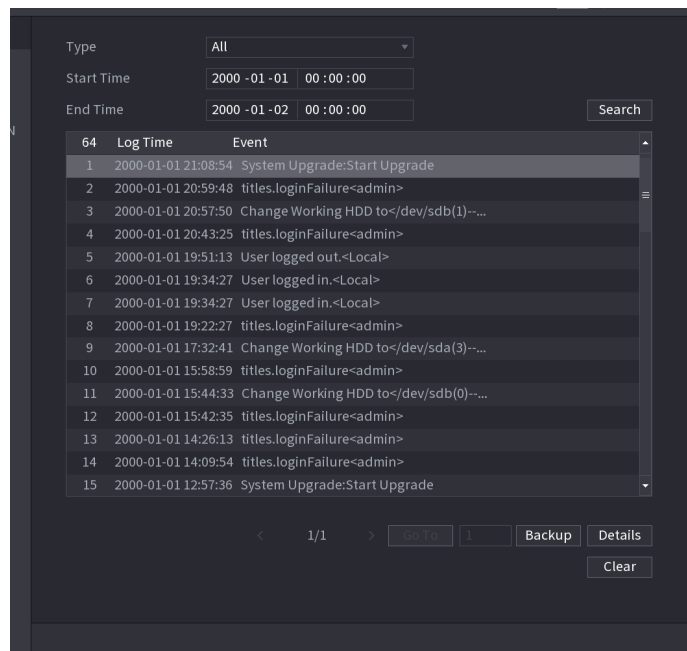 Type All
Start Time 2000 -01 -01 00 : 00 : 00
End Time 2000 -01 -02 00 : 00 : 00 Search
N
64 Log Time Event
1 2000-01-01 21:08:54 System Upgrade:Start Upgrade
2 2000-01-01 20:59:48 titles.loginFailure<admin>
3 2000-01-01 20:57:50 Change Working HDD to</dev/sdb(1)--...
4 2000-01-01 20:43:25 titles.loginFailure<admin>
5 2000-01-01 19:51:13 User logged out.<Local>
6 2000-01-01 19:34:27 User logged in.<Local>
7 2000-01-01 19:34:27 User logged in.<Local>
8 2000-01-01 19:22:27 titles.loginFailure<admin>
9 2000-01-01 17:32:41 Change Working HDD to</dev/sda(3)--...
10 2000-01-01 15:58:59 titles.loginFailure<admin>
11 2000-01-01 15:44:33 Change Working HDD to</dev/sdb(0)--...
12 2000-01-01 15:42:35 titles.loginFailure<admin>
13 2000-01-01 14:26:13 titles.loginFailure<admin>
14 2000-01-01 14:09:54 titles.loginFailure<admin>
15 2000-01-01 12:57:36 System Upgrade:Start Upgrade
< 1/1 > Go To 1 Backup Details
Clear